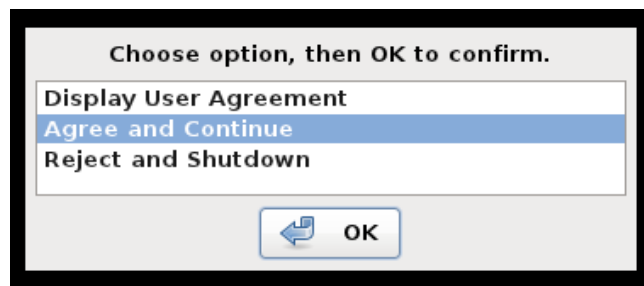 Choose option, then OK to confirm.
Display User Agreement
Agree and Continue
Reject and Shutdown
OK